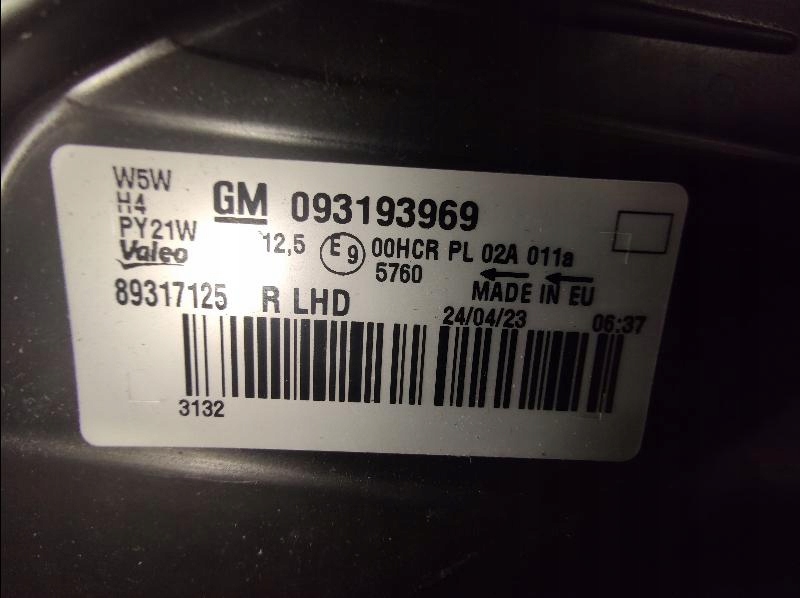 W5W
H4
PY21W
Valeo
GM 093193969
12,5 E9 00HCR PL 02A 011a
5760
MADE IN EU
89317125 R LHD
24/04/23 06:37
3132